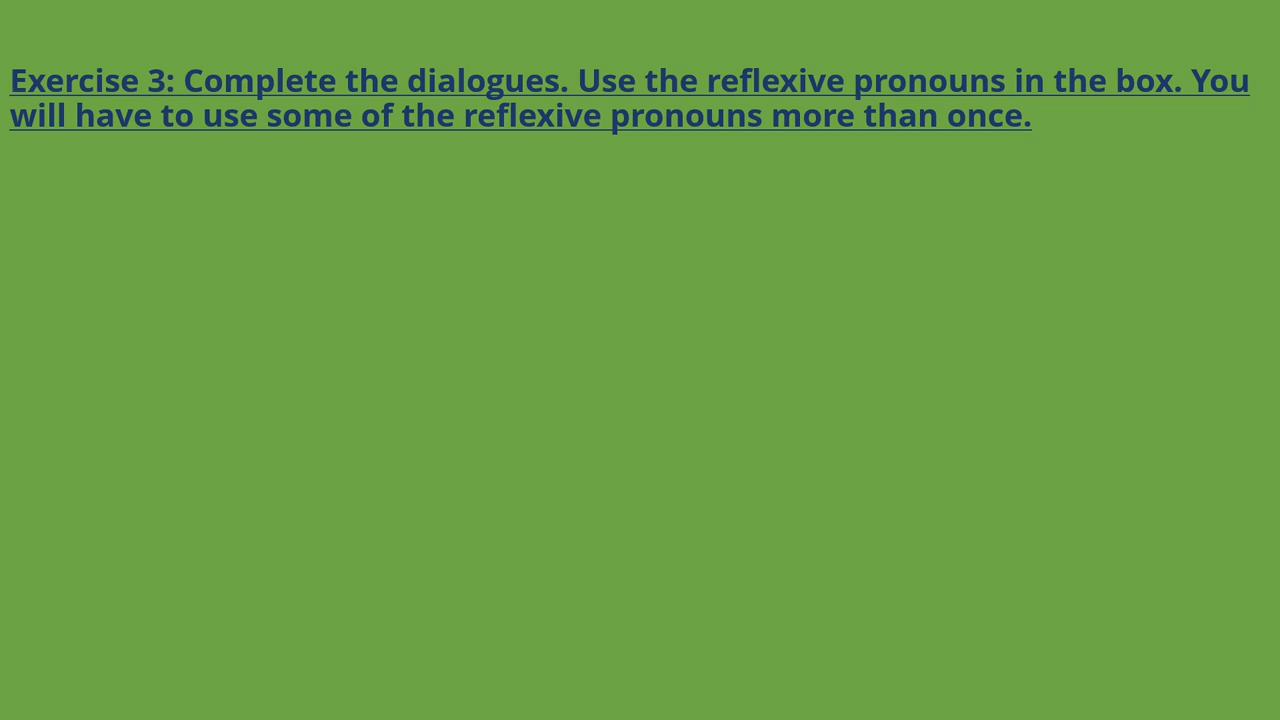 Exercise 3: Complete the dialogues. Use the reflexive pronouns in the box. You
will have to use some of the reflexive pronouns more than once.